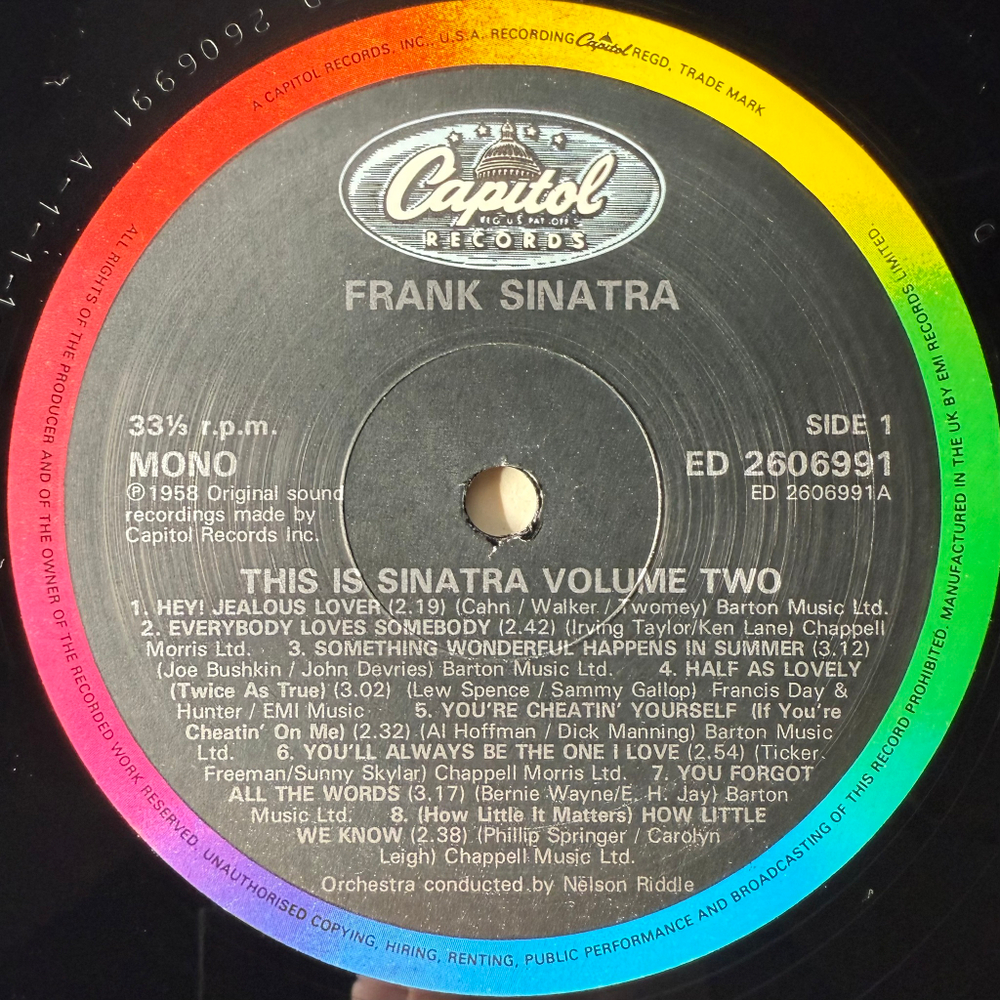 2606991
A-1-1-1
A CAPITOL RECORDS, INC., U.S.A. RECORDING Capitol REGD. TRADE MARK
Capitol
REG. U.S. PAT. OFF.
RECORDS
FRANK SINATRA
33⅓ r.p.m.
SIDE 1
MONO
ED 2606991
℗1958 Original sound
ED 2606991A
recordings made by
Capitol Records Inc.
THIS IS SINATRA VOLUME TWO
1. HEY! JEALOUS LOVER (2.19) (Cahn / Walker / Twomey) Barton Music Ltd.
2. EVERYBODY LOVES SOMEBODY (2.42) (Irving Taylor/Ken Lane) Chappell
Morris Ltd. 3. SOMETHING WONDERFUL HAPPENS IN SUMMER (3.12)
(Joe Bushkin / John Devries) Barton Music Ltd. 4. HALF AS LOVELY
(Twice As True) (3.02) (Lew Spence / Sammy Gallop) Francis Day &
Hunter / EMI Music 5. YOU'RE CHEATIN' YOURSELF (If You're
Cheatin' On Me) (2.32) (Al Hoffman / Dick Manning) Barton Music
Ltd. 6. YOU'LL ALWAYS BE THE ONE I LOVE (2.54) (Ticker
Freeman/Sunny Skylar) Chappell Morris Ltd. 7. YOU FORGOT
ALL THE WORDS (3.17) (Bernie Wayne/E. H. Jay) Barton
Music Ltd. 8. (How Little It Matters) HOW LITTLE
WE KNOW (2.38) (Phillip Springer / Carolyn
Leigh) Chappell Music Ltd.
Orchestra conducted by Nelson Riddle
ALL RIGHTS OF THE PRODUCER AND OF THE OWNER OF THE RECORDED WORK RESERVED. UNAUTHORISED COPYING, HIRING, RENTING, PUBLIC PERFORMANCE AND BROADCASTING OF THIS RECORD PROHIBITED. MANUFACTURED IN THE UK BY EMI RECORDS LIMITED.